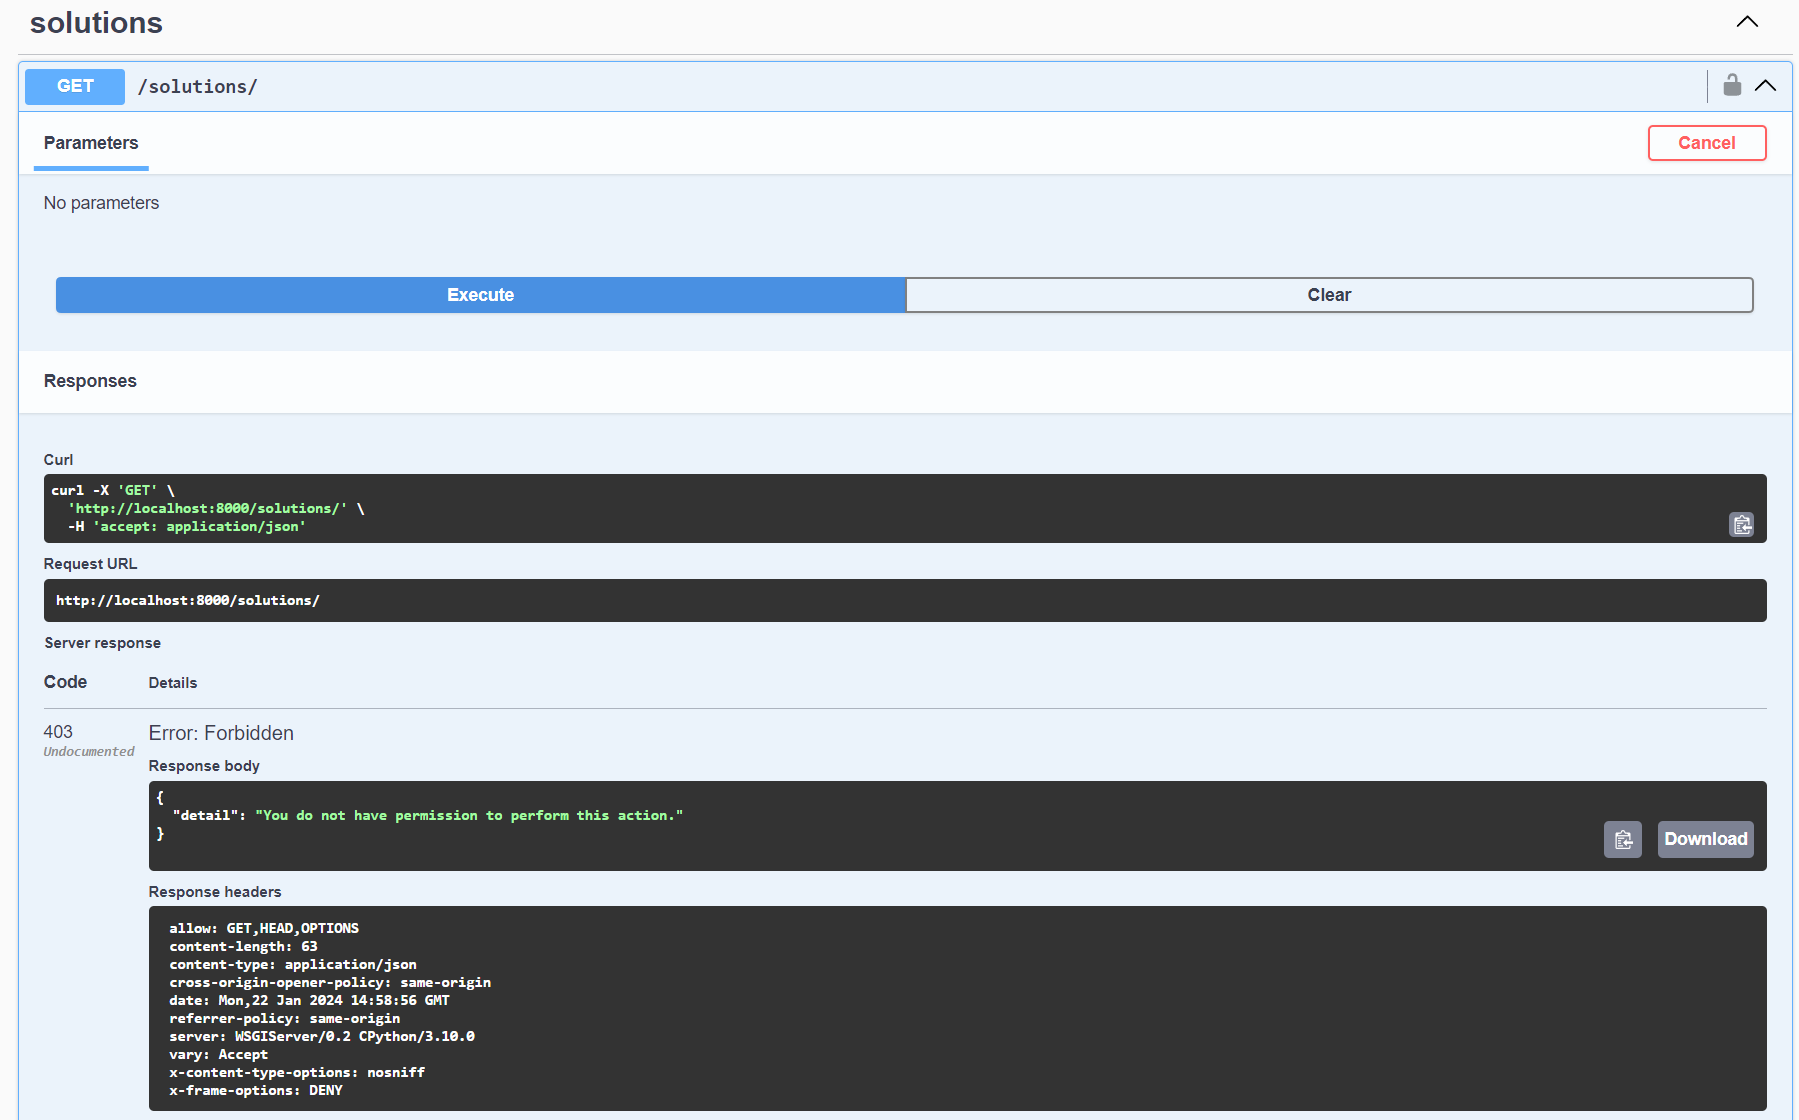 solutions
GET /solutions/
Parameters
Cancel
No parameters
Execute
Clear
Responses
Curl
curl -X 'GET' \
  'http://localhost:8000/solutions/' \
  -H 'accept: application/json'
Request URL
http://localhost:8000/solutions/
Server response
Code Details
403 Error: Forbidden
Undocumented
Response body
{
  "detail": "You do not have permission to perform this action."
}
Download
Response headers
allow: GET,HEAD,OPTIONS
content-length: 63
content-type: application/json
cross-origin-opener-policy: same-origin
date: Mon,22 Jan 2024 14:58:56 GMT
referrer-policy: same-origin
server: WSGIServer/0.2 CPython/3.10.0
vary: Accept
x-content-type-options: nosniff
x-frame-options: DENY